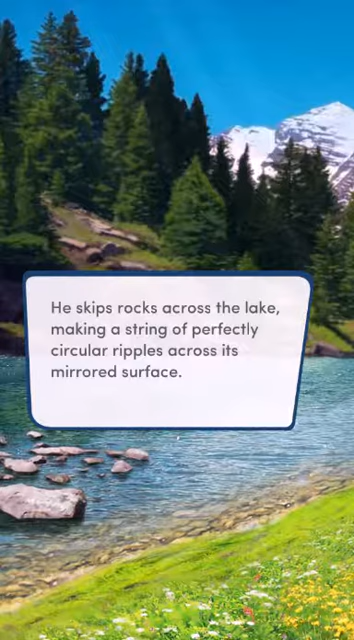 He skips rocks across the lake,
making a string of perfectly
circular ripples across its
mirrored surface.